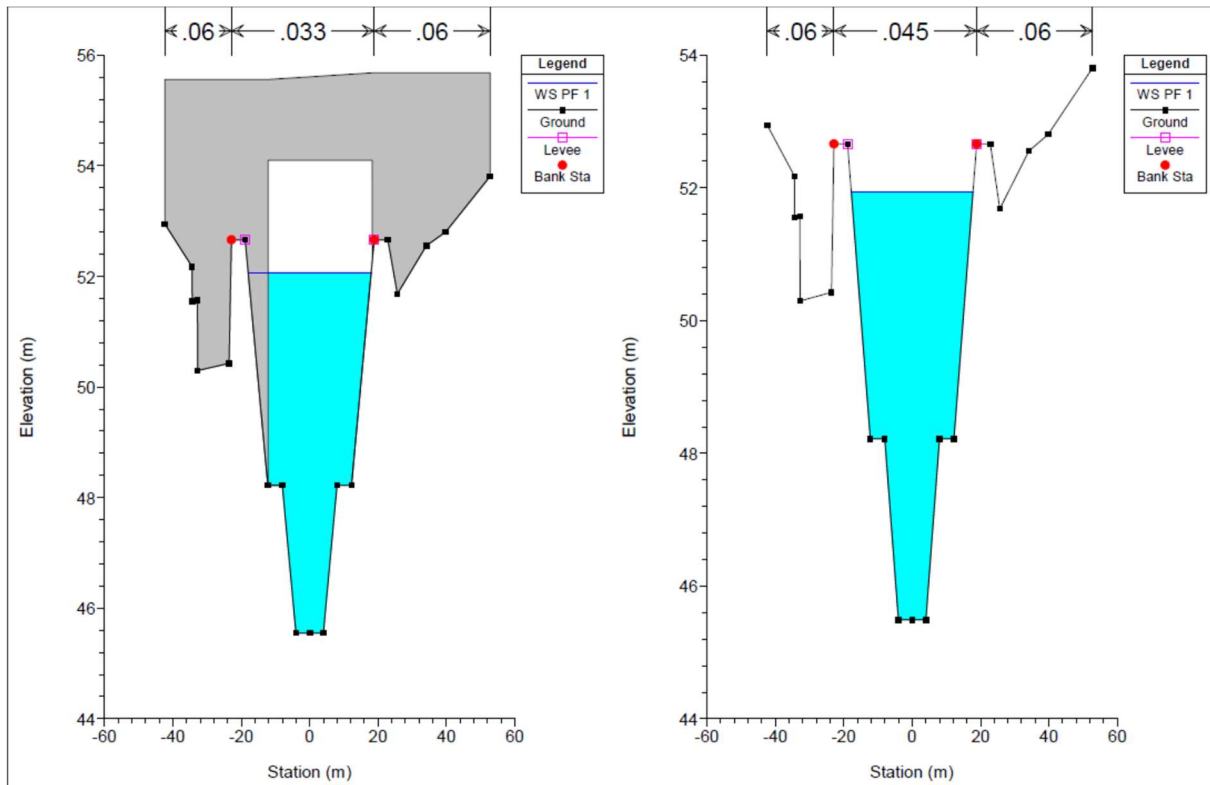 .06 .033 .06
56
54
52
50
48
46
44
-60 -40 -20 0 20 40 60
Elevation (m)
Station (m)
Legend
WS PF 1
Ground
Levee
Bank Sta
.06 .045 .06
54
52
50
48
46
44
-60 -40 -20 0 20 40 60
Elevation (m)
Station (m)
Legend
WS PF 1
Ground
Levee
Bank Sta